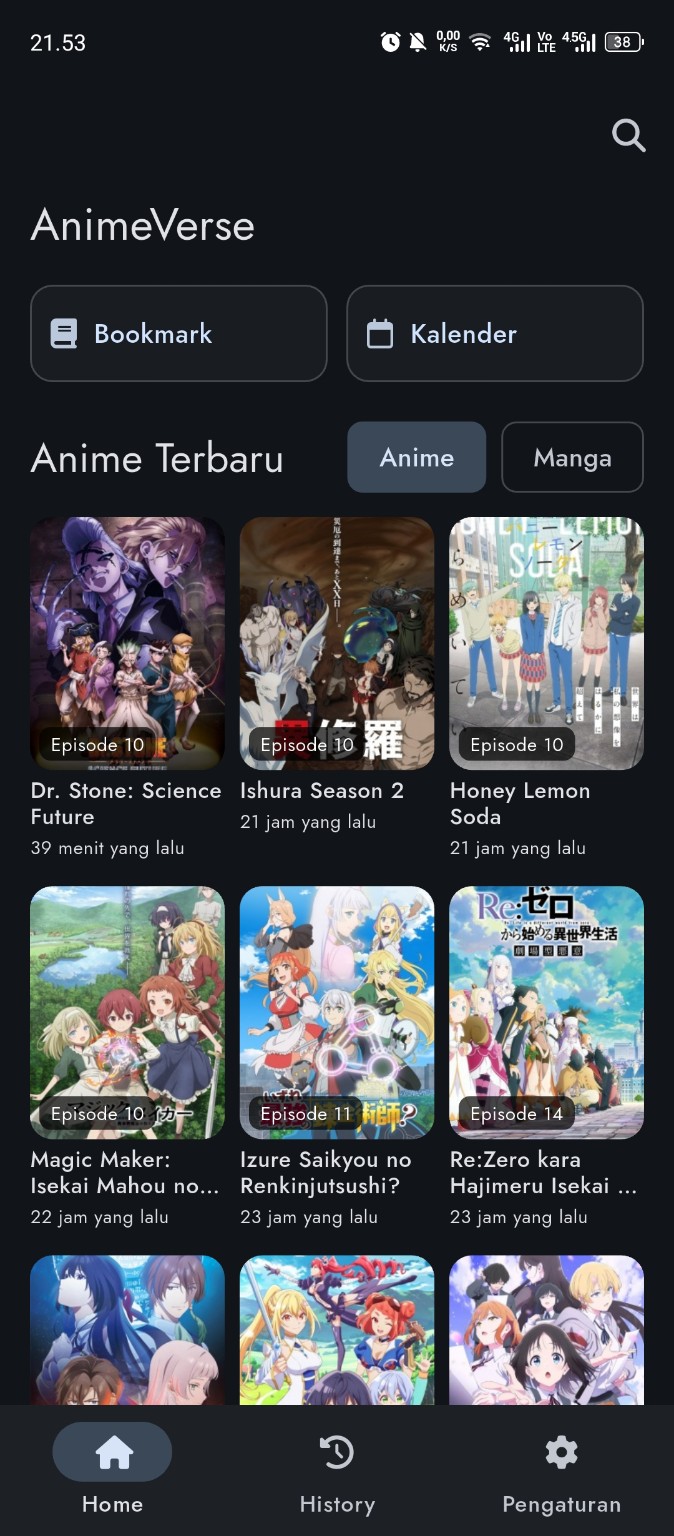 21.53
0,00
K/S
4G
Vo
LTE
4.5G
38
AnimeVerse
Bookmark
Kalender
Anime Terbaru
Anime
Manga
SODA
Episode 10
修羅
Episode 10
Episode 10
Dr. Stone: Science
Future
39 menit yang lalu
Ishura Season 2
21 jam yang lalu
Honey Lemon
Soda
21 jam yang lalu
Re:ゼロ
から始める異世界生活
Episode 10
Episode 11
Episode 14
Magic Maker:
Isekai Mahou no...
22 jam yang lalu
Izure Saikyou no
Renkinjutsushi?
23 jam yang lalu
Re:Zero kara
Hajimeru Isekai ...
23 jam yang lalu
Home
History
Pengaturan